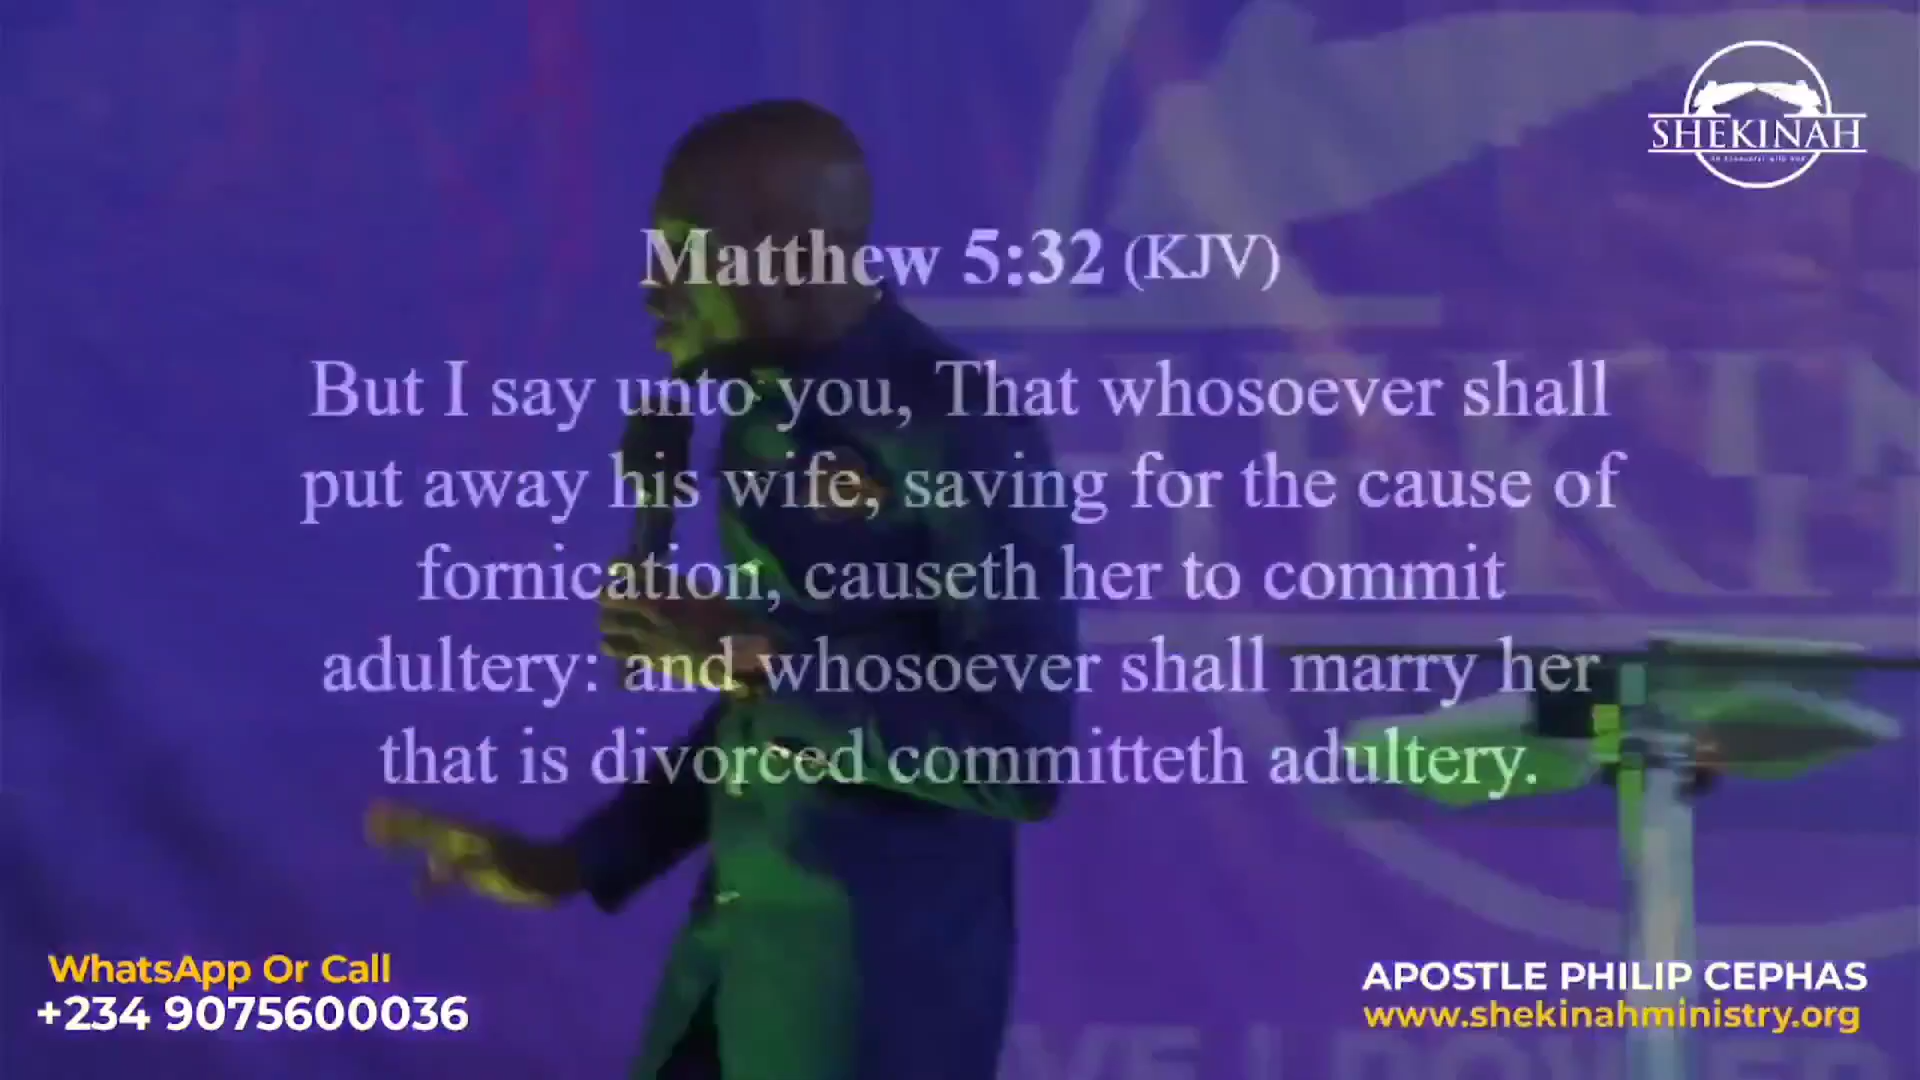 SHEKINAH
Matthew 5:32 (KJV)
But I say unto you, That whosoever shall
put away his wife, saving for the cause of
fornication, causeth her to commit
adultery: and whosoever shall marry her
that is divorced committeth adultery.
WhatsApp Or Call
+234 9075600036
APOSTLE PHILIP CEPHAS
www.shekinahministry.org